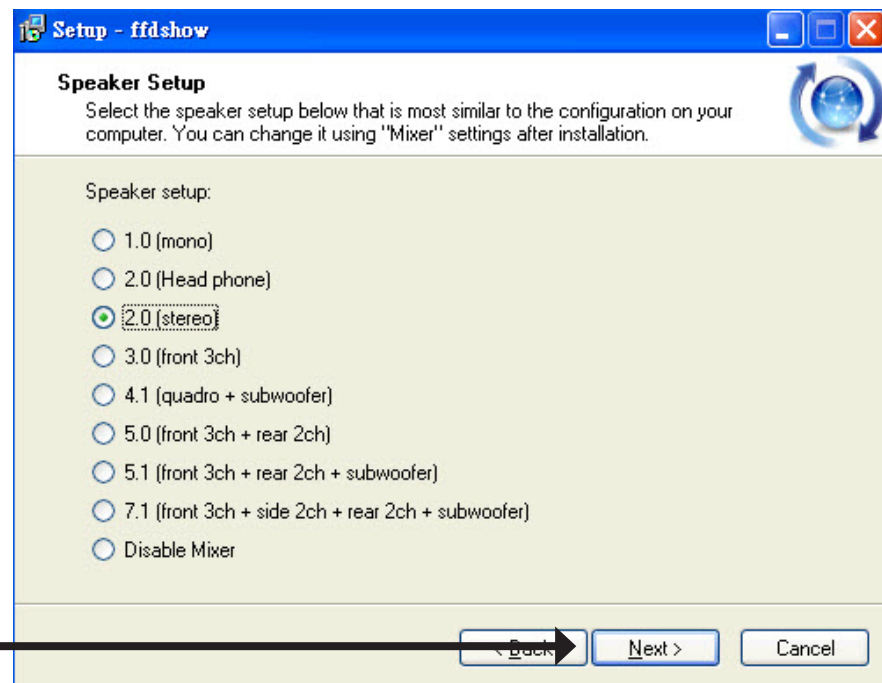 Setup - ffdshow
Speaker Setup
Select the speaker setup below that is most similar to the configuration on your
computer. You can change it using "Mixer" settings after installation.
Speaker setup:
1.0 (mono)
2.0 (Head phone)
2.0 (stereo)
3.0 (front 3ch)
4.1 (quadro + subwoofer)
5.0 (front 3ch + rear 2ch)
5.1 (front 3ch + rear 2ch + subwoofer)
7.1 (front 3ch + side 2ch + rear 2ch + subwoofer)
Disable Mixer
< Back
Next >
Cancel